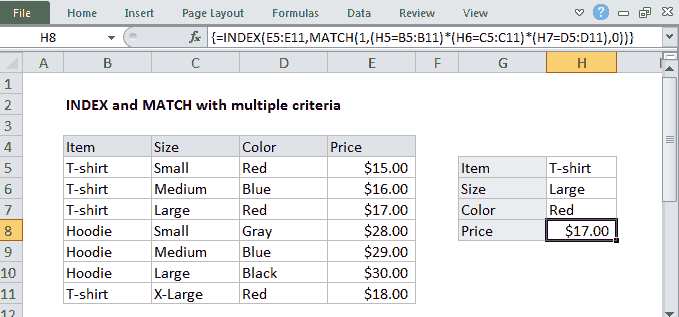 File Home Insert Page Layout Formulas Data Review View
H8 fx {=INDEX(E5:E11,MATCH(1,(H5=B5:B11)*(H6=C5:C11)*(H7=D5:D11),0))}
A B C D E F G H
1
2 INDEX and MATCH with multiple criteria
3
4 Item Size Color Price
5 T-shirt Small Red $15.00 Item T-shirt
6 T-shirt Medium Blue $16.00 Size Large
7 T-shirt Large Red $17.00 Color Red
8 Hoodie Small Gray $28.00 Price $17.00
9 Hoodie Medium Blue $29.00
10 Hoodie Large Black $30.00
11 T-shirt X-Large Red $18.00
12